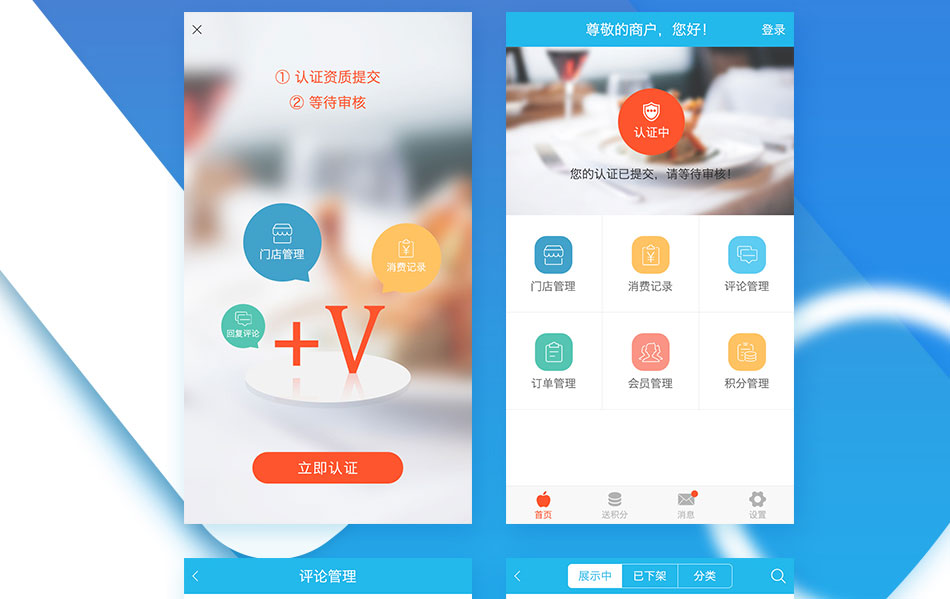 ① 认证资质提交
② 等待审核
门店管理
消费记录
回复评论
+V
立即认证
尊敬的商户，您好！
登录
认证中
您的认证已提交，请等待审核！
门店管理
消费记录
评论管理
订单管理
会员管理
积分管理
首页
送积分
消息
设置
评论管理
展示中
已下架
分类